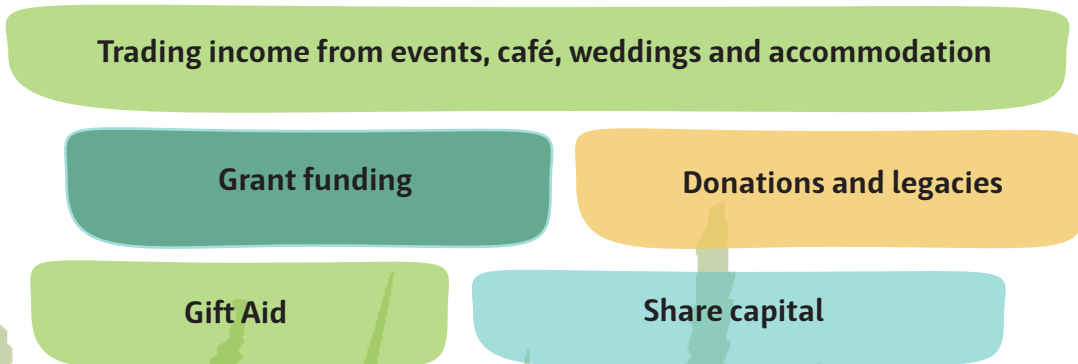 Trading income from events, café, weddings and accommodation
Grant funding
Donations and legacies
Gift Aid
Share capital